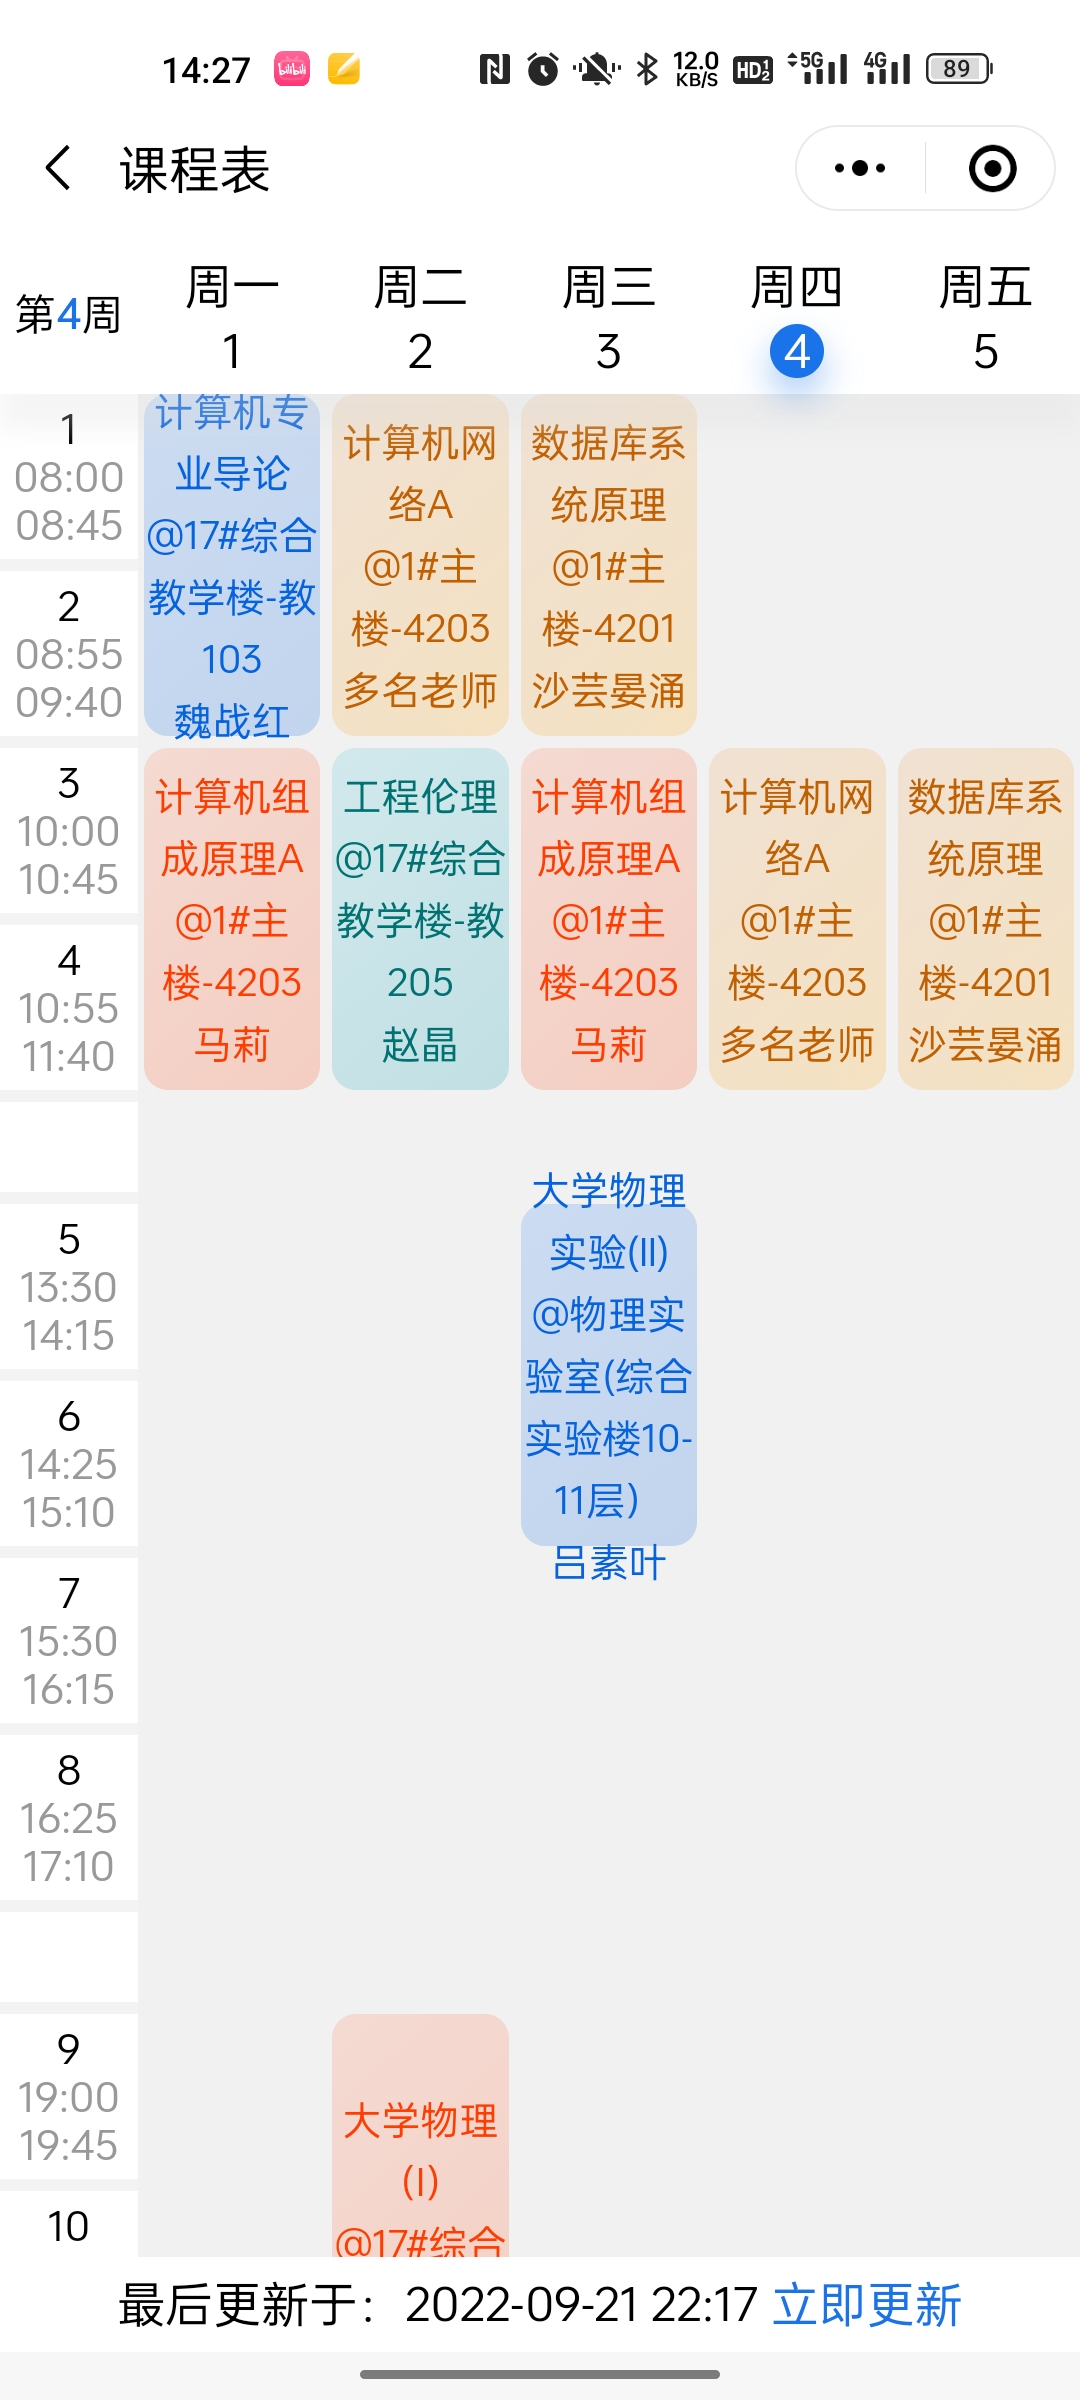 14:27 bilibili 12.0 KB/S HD 1 2 5G 4G 89
课程表
第4周 周一 周二 周三 周四 周五
1 2 3 4 5
1
08:00
08:45
2
08:55
09:40
3
10:00
10:45
4
10:55
11:40
5
13:30
14:15
6
14:25
15:10
7
15:30
16:15
8
16:25
17:10
9
19:00
19:45
10
计算机专
业导论
@17#综合
教学楼-教
103
魏战红
计算机组
成原理A
@1#主
楼-4203
马莉
计算机网
络A
@1#主
楼-4203
多名老师
工程伦理
@17#综合
教学楼-教
205
赵晶
大学物理
(I)
@17#综合
数据库系
统原理
@1#主
楼-4201
沙芸晏涌
计算机组
成原理A
@1#主
楼-4203
马莉
大学物理
实验(II)
@物理实
验室(综合
实验楼10-
11层)
吕素叶
计算机网
络A
@1#主
楼-4203
多名老师
数据库系
统原理
@1#主
楼-4201
沙芸晏涌
最后更新于：2022-09-21 22:17 立即更新